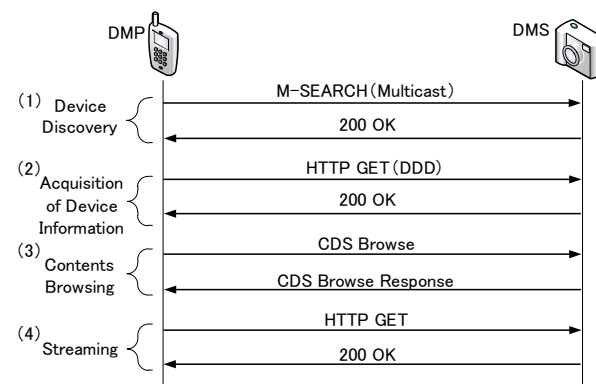 DMP
DMS
(1) Device
Discovery
M-SEARCH(Multicast)
200 OK
(2)
Acquisition
of Device
Information
HTTP GET(DDD)
200 OK
(3)
Contents
Browsing
CDS Browse
CDS Browse Response
(4)
Streaming
HTTP GET
200 OK